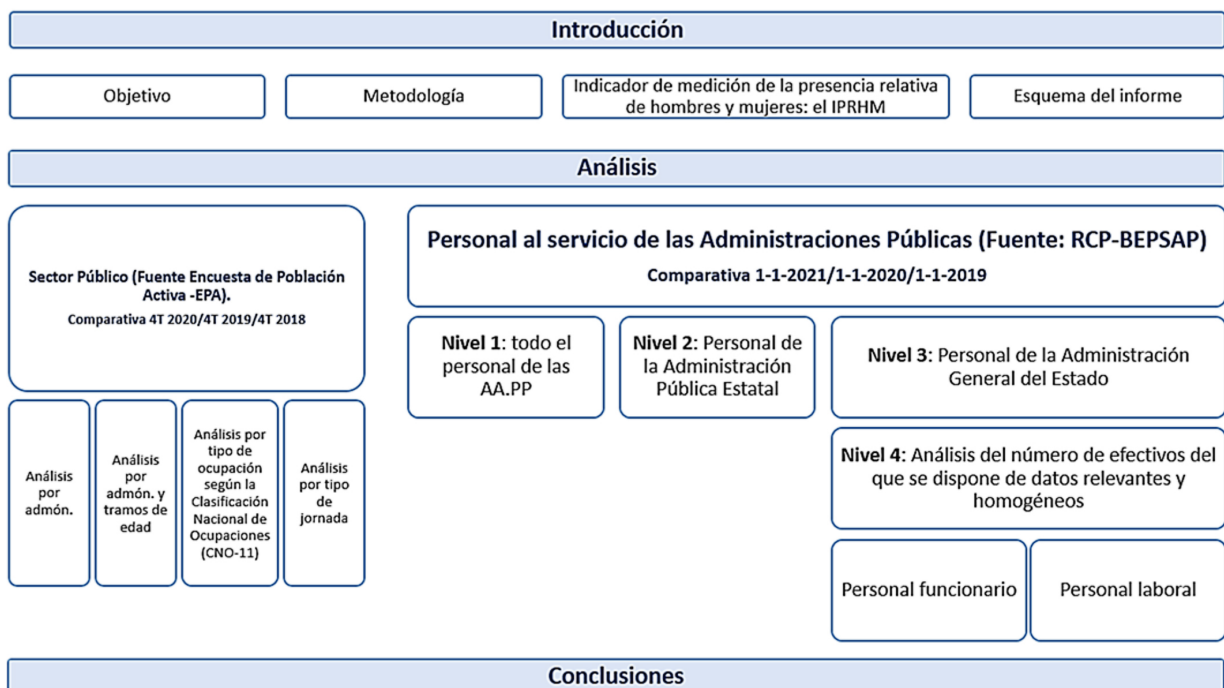 Introducción
Objetivo
Metodología
Indicador de medición de la presencia relativa
de hombres y mujeres: el IPRHM
Esquema del informe
Análisis
Sector Público (Fuente Encuesta de Población
Activa -EPA).
Comparativa 4T 2020/4T 2019/4T 2018
Análisis
por
admón.
Análisis
por
admón. y
tramos de
edad
Análisis por
tipo de
ocupación
según la
Clasificación
Nacional de
Ocupaciones
(CNO-11)
Análisis
por tipo de
jornada
Personal al servicio de las Administraciones Públicas (Fuente: RCP-BEPSAP)
Comparativa 1-1-2021/1-1-2020/1-1-2019
Nivel 1: todo el
personal de las
AA.PP
Nivel 2: Personal de
la Administración
Pública Estatal
Nivel 3: Personal de la Administración
General del Estado
Nivel 4: Análisis del número de efectivos del
que se dispone de datos relevantes y
homogéneos
Personal funcionario
Personal laboral
Conclusiones